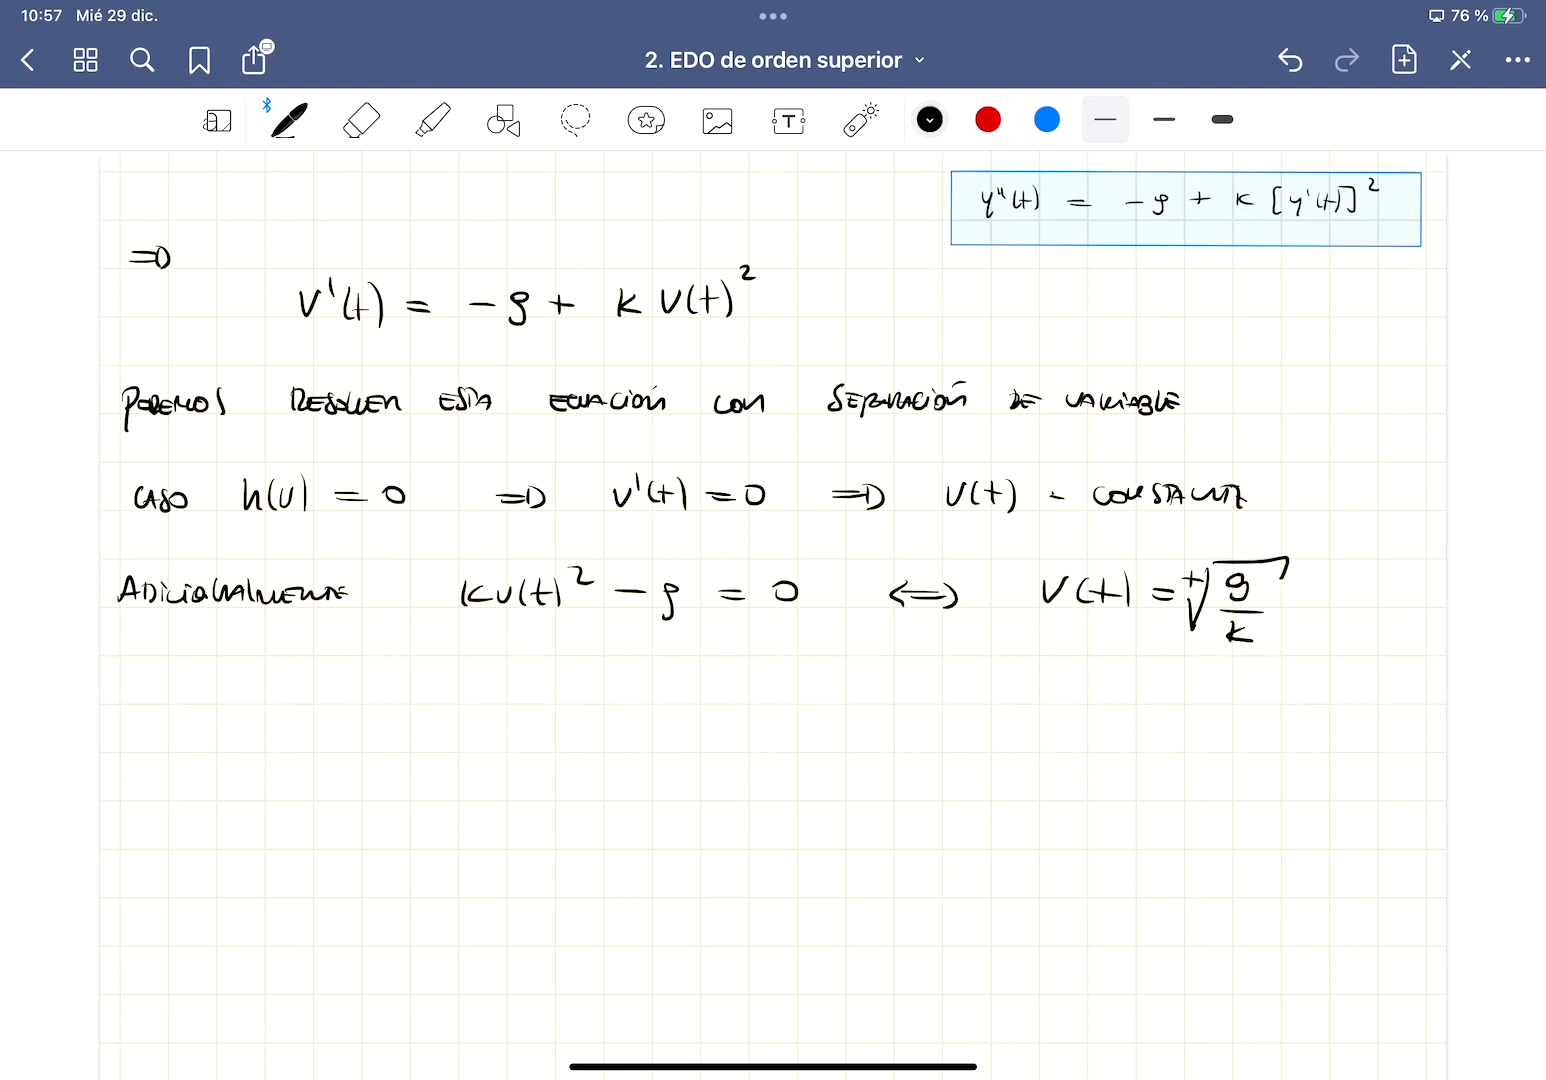 10:57 Mié 29 dic.
76 %
2. EDO de orden superior
T
y''(t) = -g + k [y'(t)]²
⇒
V'(t) = -g + k V(t)²
PODEMOS RESOLVER ESTA ECUACIÓN CON SEPARACIÓN DE VARIABLE
CASO h(v) = 0 ⇒ v'(t) = 0 ⇒ V(t) = CONSTANTE
ADICIONALMENTE kv(t)² - g = 0 ⟺ V(t) = +√(g/k)